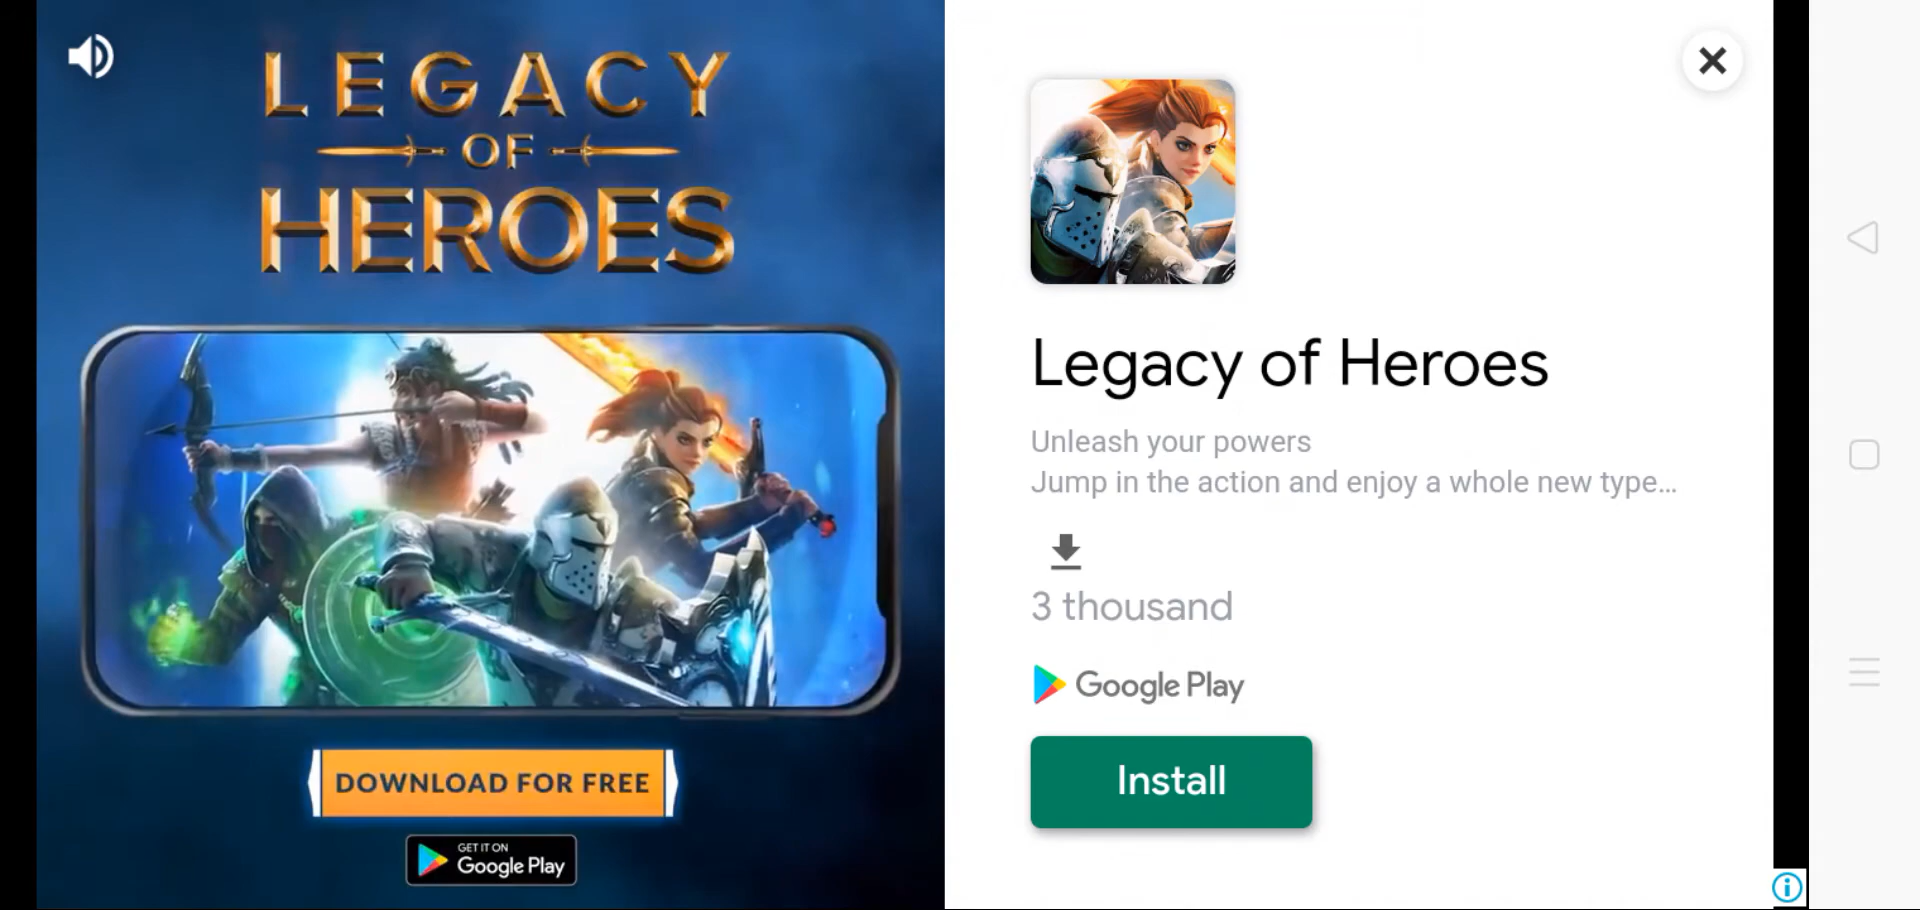 LEGACY
OF
HEROES
DOWNLOAD FOR FREE
GET IT ON
Google Play
Legacy of Heroes
Unleash your powers
Jump in the action and enjoy a whole new type...
3 thousand
Google Play
Install